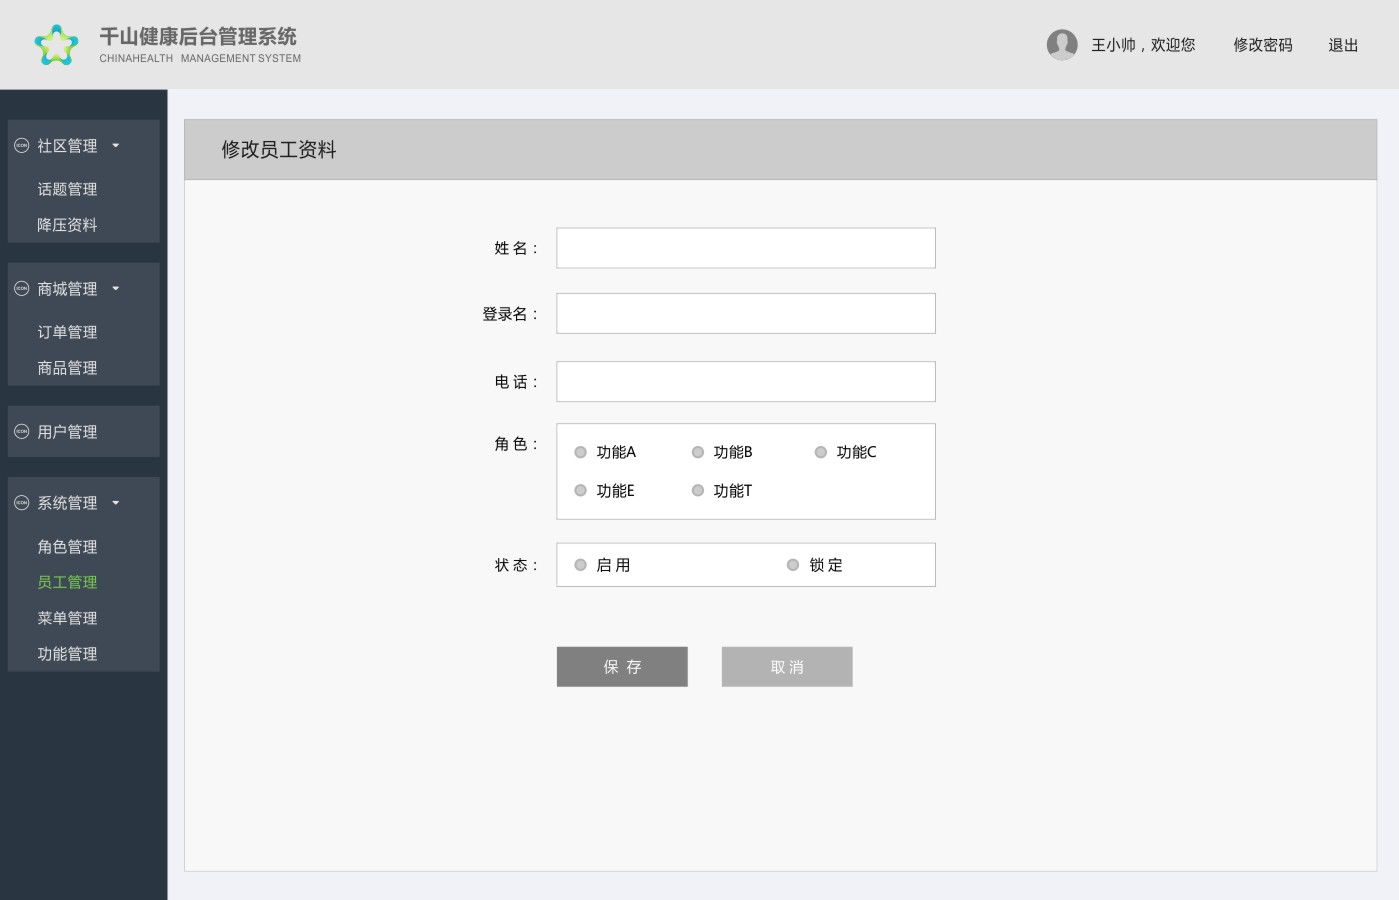 千山健康后台管理系统
CHINAHEALTH MANAGEMENT SYSTEM
王小帅，欢迎您 修改密码 退出
社区管理
话题管理
降压资料
商城管理
订单管理
商品管理
用户管理
系统管理
角色管理
员工管理
菜单管理
功能管理
修改员工资料
姓 名：
登录名：
电 话：
角 色：
功能A 功能B 功能C
功能E 功能T
状 态：
启 用 锁 定
保 存 取 消